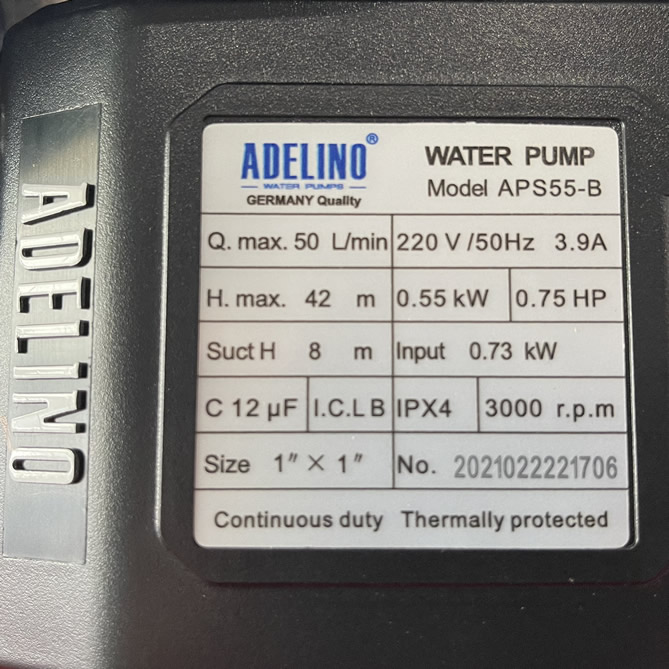 ADELINO
ADELINO®
WATER PUMPS
GERMANY Quality
WATER PUMP
Model APS55-B
Q. max. 50 L/min 220 V /50Hz 3.9A
H. max. 42 m 0.55 kW 0.75 HP
Suct H 8 m Input 0.73 kW
C 12 µF I.C.L B IPX4 3000 r.p.m
Size 1″ × 1″ No. 2021022221706
Continuous duty Thermally protected